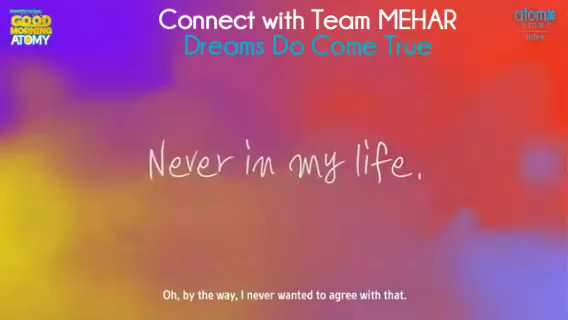 GOOD
MORNING
ATOMY
Connect with Team MEHAR
Dreams Do Come True
atomy
Never in my life.
Oh, by the way, I never wanted to agree with that.